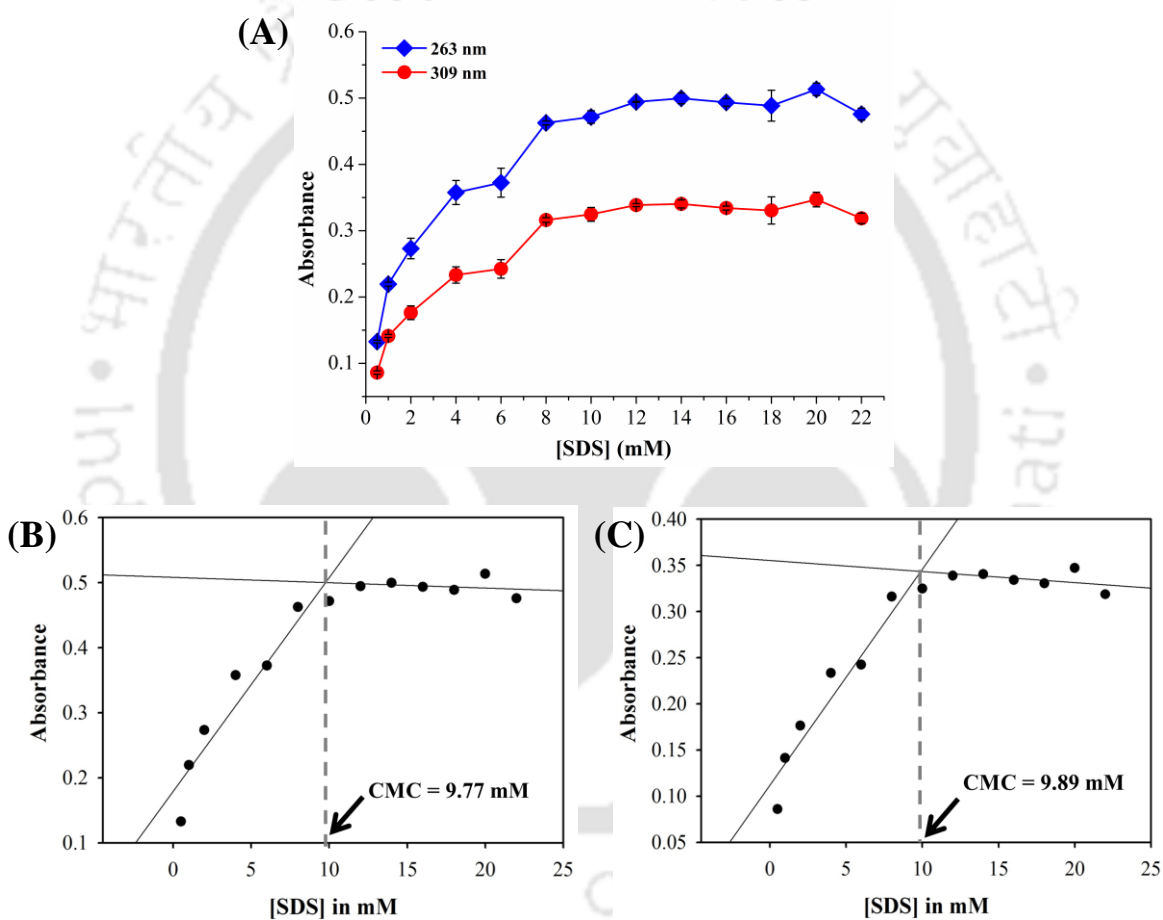 (A)
263 nm
309 nm
0.6
0.5
0.4
0.3
0.2
0.1
Absorbance
0 2 4 6 8 10 12 14 16 18 20 22
[SDS] (mM)
(B)
0.6
0.5
0.4
0.3
0.2
0.1
Absorbance
CMC = 9.77 mM
0 5 10 15 20 25
[SDS] in mM
(C)
0.40
0.35
0.30
0.25
0.20
0.15
0.10
0.05
Absorbance
CMC = 9.89 mM
0 5 10 15 20 25
[SDS] in mM